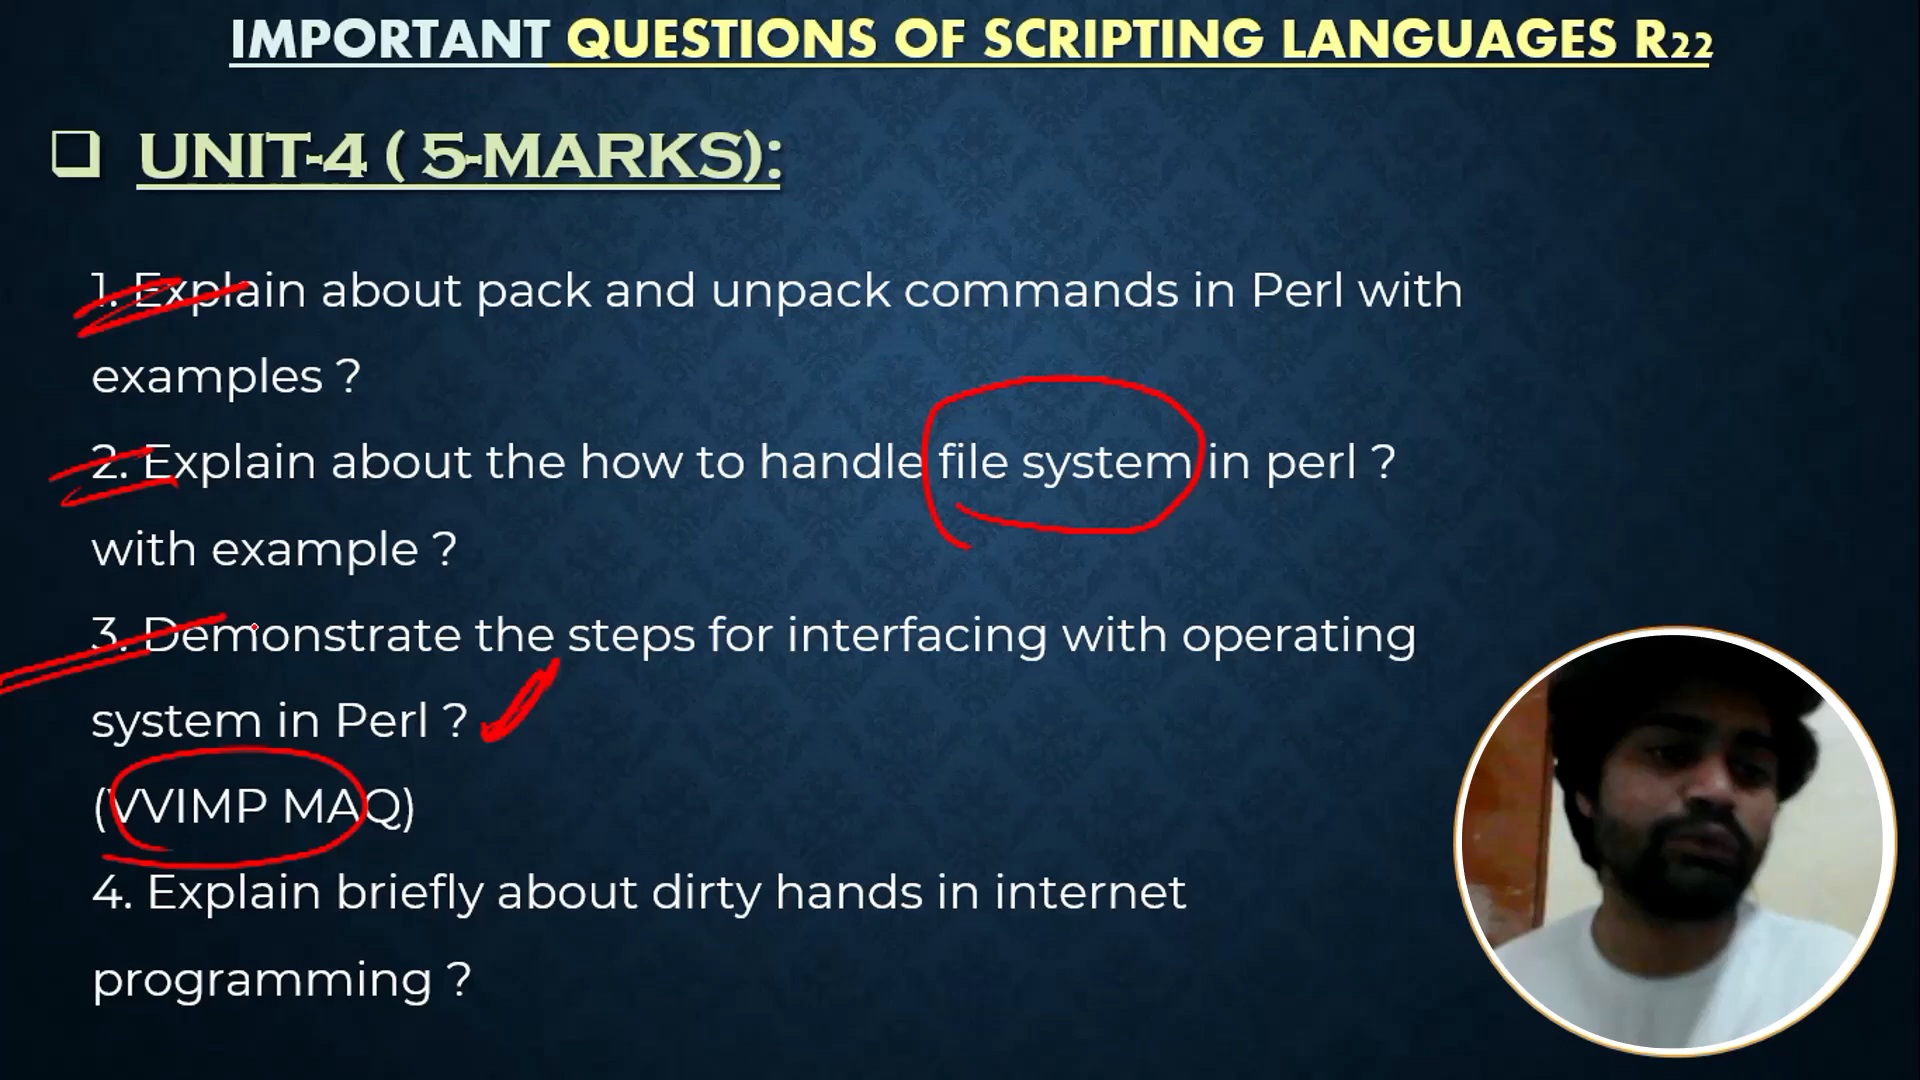 IMPORTANT QUESTIONS OF SCRIPTING LANGUAGES R22
UNIT-4 ( 5-MARKS):
1. Explain about pack and unpack commands in Perl with
examples ?
2. Explain about the how to handle file system in perl ?
with example ?
3. Demonstrate the steps for interfacing with operating
system in Perl ?
(VVIMP MAQ)
4. Explain briefly about dirty hands in internet
programming ?